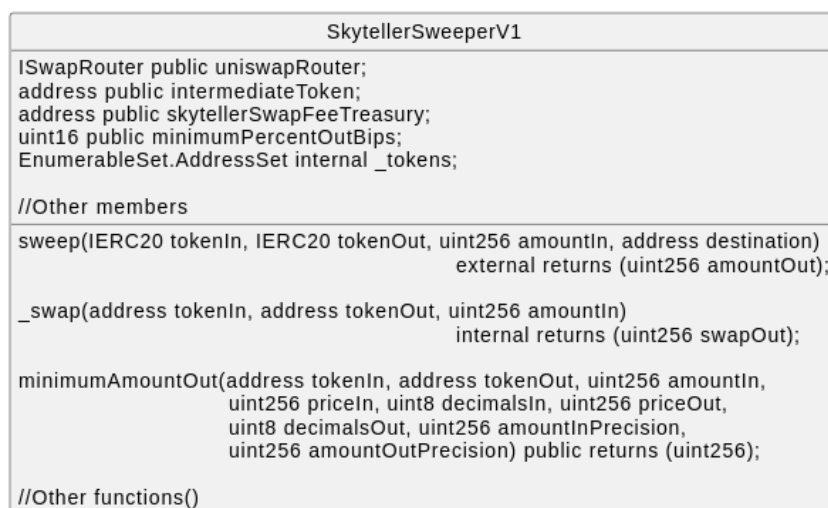 SkytellerSweeperV1
ISwapRouter public uniswapRouter;
address public intermediateToken;
address public skytellerSwapFeeTreasury;
uint16 public minimumPercentOutBips;
EnumerableSet.AddressSet internal _tokens;
//Other members
sweep(IERC20 tokenIn, IERC20 tokenOut, uint256 amountIn, address destination)
external returns (uint256 amountOut);
_swap(address tokenIn, address tokenOut, uint256 amountIn)
internal returns (uint256 swapOut);
minimumAmountOut(address tokenIn, address tokenOut, uint256 amountIn,
uint256 priceIn, uint8 decimalsIn, uint256 priceOut,
uint8 decimalsOut, uint256 amountInPrecision,
uint256 amountOutPrecision) public returns (uint256);
//Other functions()